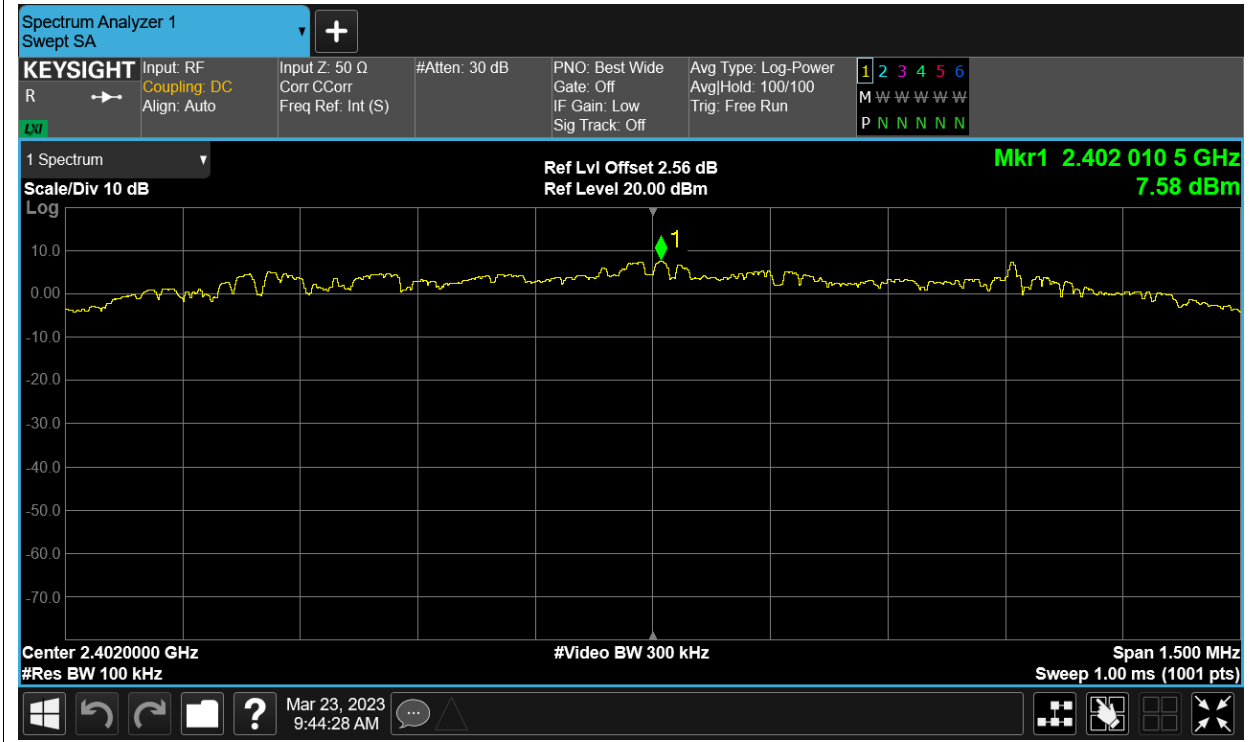 Spectrum Analyzer 1
Swept SA
KEYSIGHT
R
LXI
Input: RF
Coupling: DC
Align: Auto
Input Z: 50 Ω
Corr CCorr
Freq Ref: Int (S)
#Atten: 30 dB
PNO: Best Wide
Gate: Off
IF Gain: Low
Sig Track: Off
Avg Type: Log-Power
Avg|Hold: 100/100
Trig: Free Run
1 2 3 4 5 6
M W W W W W
P N N N N N
1 Spectrum
Scale/Div 10 dB
Log
Ref Lvl Offset 2.56 dB
Ref Level 20.00 dBm
Mkr1 2.402 010 5 GHz
7.58 dBm
1
10.0
0.00
-10.0
-20.0
-30.0
-40.0
-50.0
-60.0
-70.0
Center 2.4020000 GHz
#Video BW 300 kHz
Span 1.500 MHz
#Res BW 100 kHz
Sweep 1.00 ms (1001 pts)
?
Mar 23, 2023
9:44:28 AM